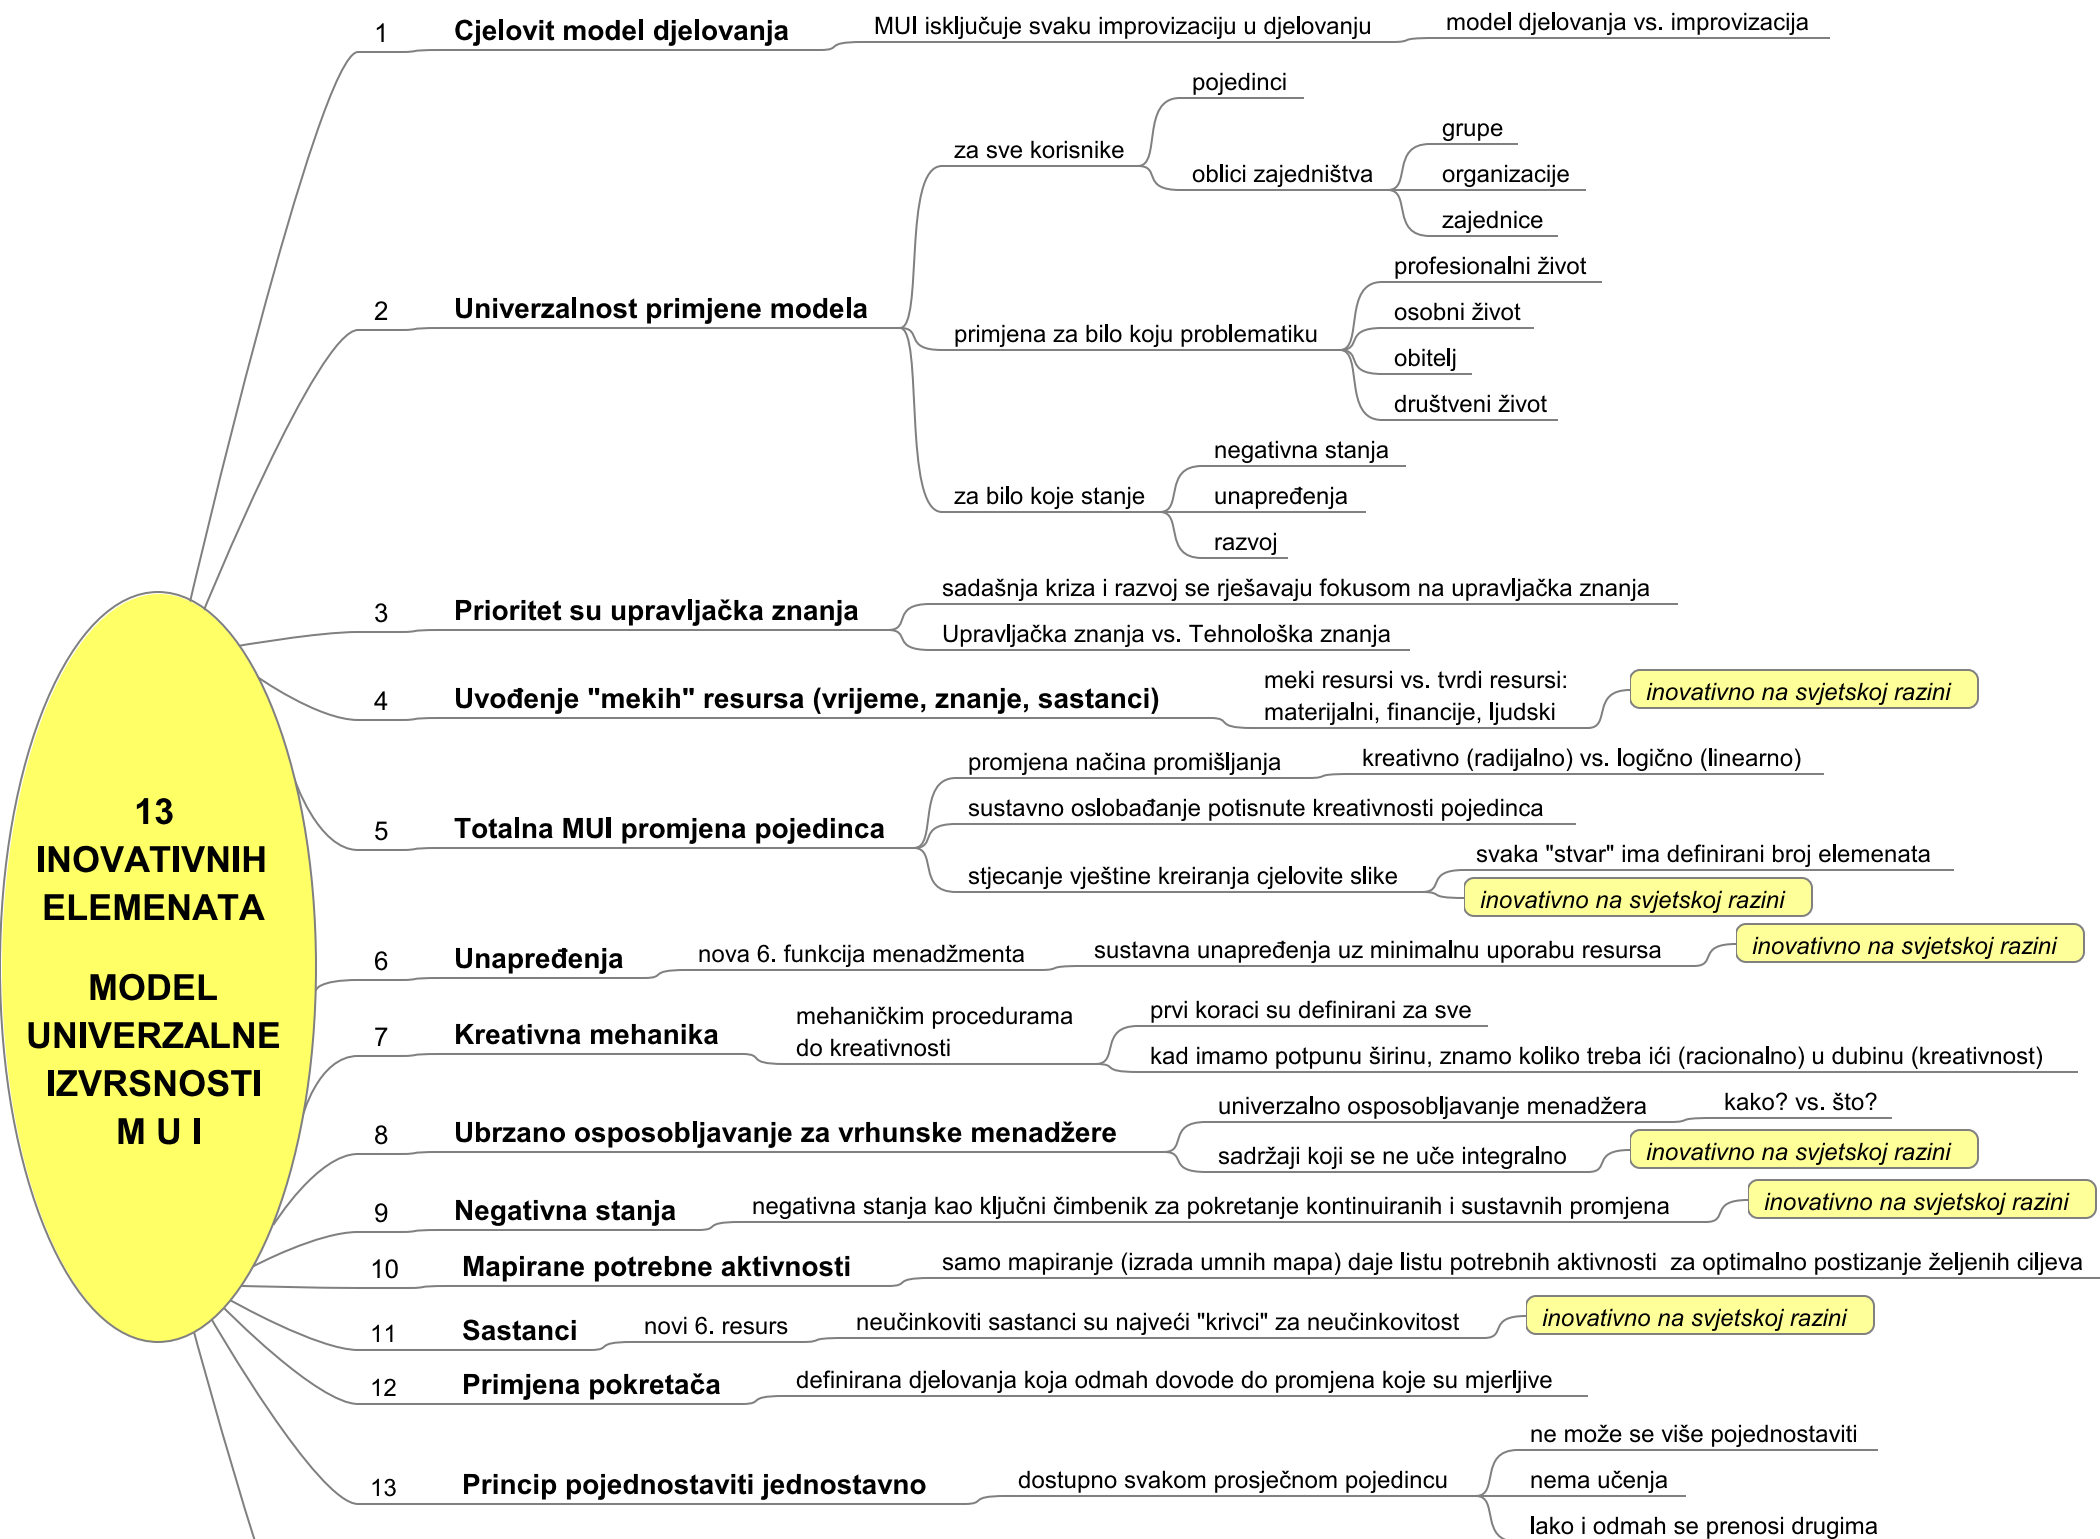 13
INOVATIVNIH
ELEMENATA
MODEL
UNIVERZALNE
IZVRSNOSTI
M U I
1
Cjelovit model djelovanja
MUI isključuje svaku improvizaciju u djelovanju
model djelovanja vs. improvizacija
2
Univerzalnost primjene modela
za sve korisnike
pojedinci
oblici zajedništva
grupe
organizacije
zajednice
primjena za bilo koju problematiku
profesionalni život
osobni život
obitelj
društveni život
za bilo koje stanje
negativna stanja
unapređenja
razvoj
3
Prioritet su upravljačka znanja
sadašnja kriza i razvoj se rješavaju fokusom na upravljačka znanja
Upravljačka znanja vs. Tehnološka znanja
4
Uvođenje "mekih" resursa (vrijeme, znanje, sastanci)
meki resursi vs. tvrdi resursi:
materijalni, financije, ljudski
inovativno na svjetskoj razini
5
Totalna MUI promjena pojedinca
promjena načina promišljanja
kreativno (radijalno) vs. logično (linearno)
sustavno oslobađanje potisnute kreativnosti pojedinca
stjecanje vještine kreiranja cjelovite slike
svaka "stvar" ima definirani broj elemenata
inovativno na svjetskoj razini
6
Unapređenja
nova 6. funkcija menadžmenta
sustavna unapređenja uz minimalnu uporabu resursa
inovativno na svjetskoj razini
7
Kreativna mehanika
mehaničkim procedurama
do kreativnosti
prvi koraci su definirani za sve
kad imamo potpunu širinu, znamo koliko treba ići (racionalno) u dubinu (kreativnost)
8
Ubrzano osposobljavanje za vrhunske menadžere
univerzalno osposobljavanje menadžera
kako? vs. što?
sadržaji koji se ne uče integralno
inovativno na svjetskoj razini
9
Negativna stanja
negativna stanja kao ključni čimbenik za pokretanje kontinuiranih i sustavnih promjena
inovativno na svjetskoj razini
10
Mapirane potrebne aktivnosti
samo mapiranje (izrada umnih mapa) daje listu potrebnih aktivnosti  za optimalno postizanje željenih ciljeva
11
Sastanci
novi 6. resurs
neučinkoviti sastanci su najveći "krivci" za neučinkovitost
inovativno na svjetskoj razini
12
Primjena pokretača
definirana djelovanja koja odmah dovode do promjena koje su mjerljive
13
Princip pojednostaviti jednostavno
dostupno svakom prosječnom pojedincu
ne može se više pojednostaviti
nema učenja
lako i odmah se prenosi drugima